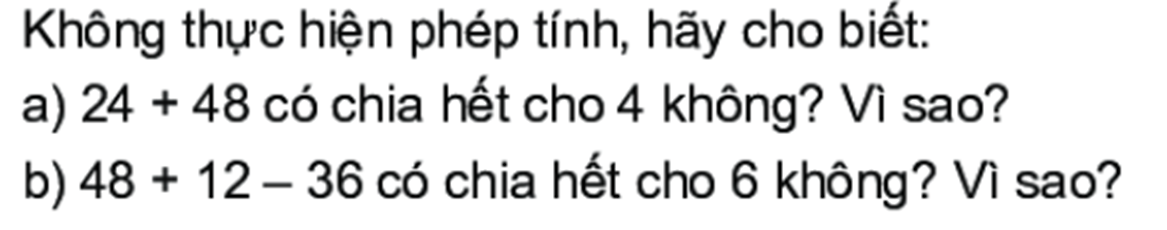 Không thực hiện phép tính, hãy cho biết:
a) 24 + 48 có chia hết cho 4 không? Vì sao?
b) 48 + 12 – 36 có chia hết cho 6 không? Vì sao?